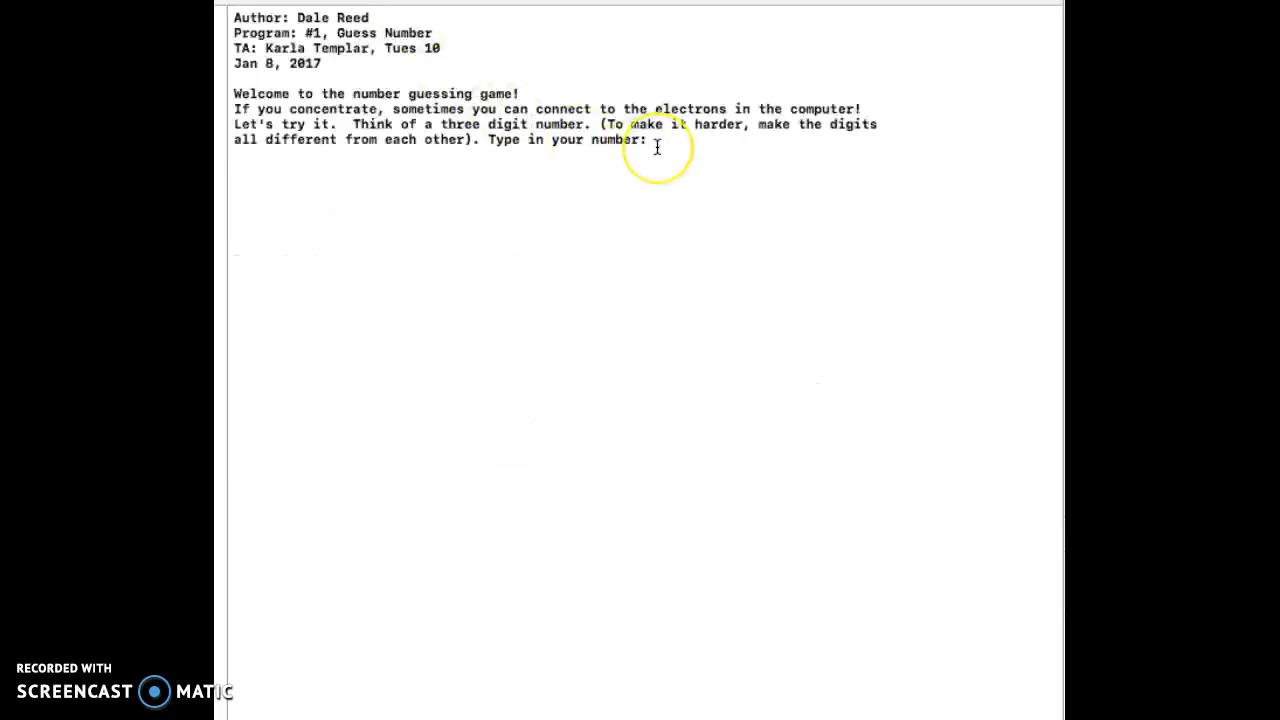 Author: Dale Reed
Program: #1, Guess Number
TA: Karla Templar, Tues 10
Jan 8, 2017
Welcome to the number guessing game!
If you concentrate, sometimes you can connect to the electrons in the computer!
Let's try it.  Think of a three digit number. (To make it harder, make the digits
all different from each other). Type in your number:
RECORDED WITH
SCREENCAST MATIC